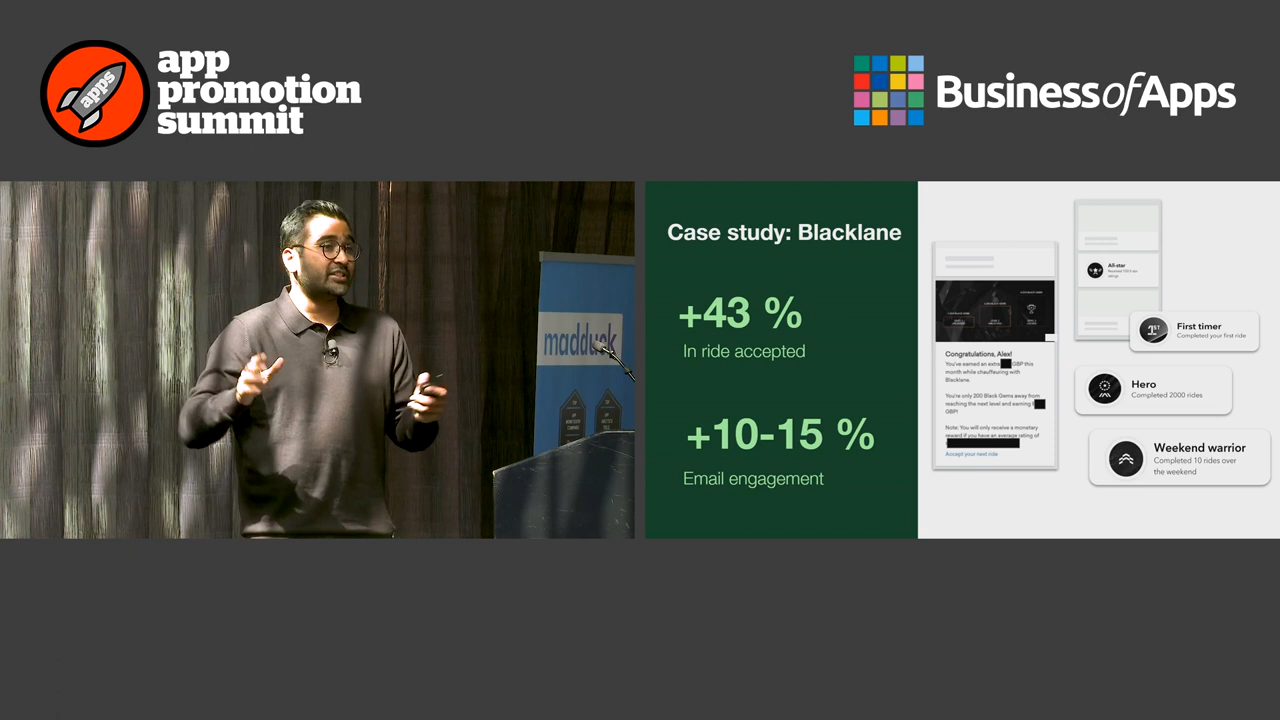 apps
app
promotion
summit
BusinessofApps
madduck
Case study: Blacklane
+43 %
In ride accepted
+10-15 %
Email engagement
Congratulations, Alex!
You've earned an extra GBP this
month while chauffeuring with
Blacklane.
You're only 200 Black Gems away from
reaching the next level and earning
GBP!
Note: You will only receive a monetary
reward if you have an average rating of
Accept your next ride
All-star
1ST
First timer
Completed your first ride
Hero
Completed 2000 rides
Weekend warrior
Completed 10 rides over
the weekend